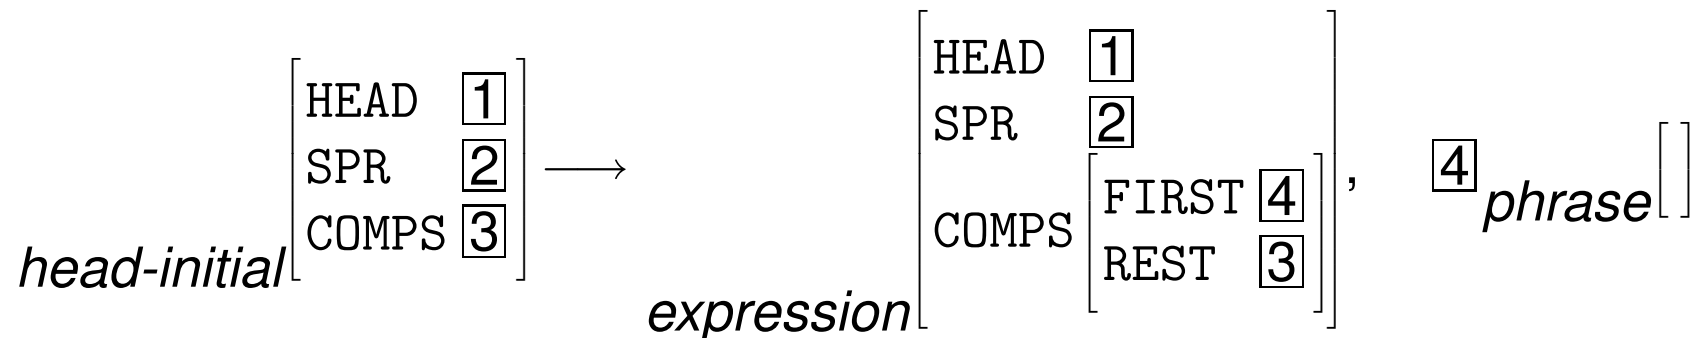 head-initial [ HEAD 1 SPR 2 COMPS 3 ] ⟶ expression [ HEAD 1 SPR 2 COMPS [ FIRST 4 REST 3 ] ] , 4 phrase [ ]